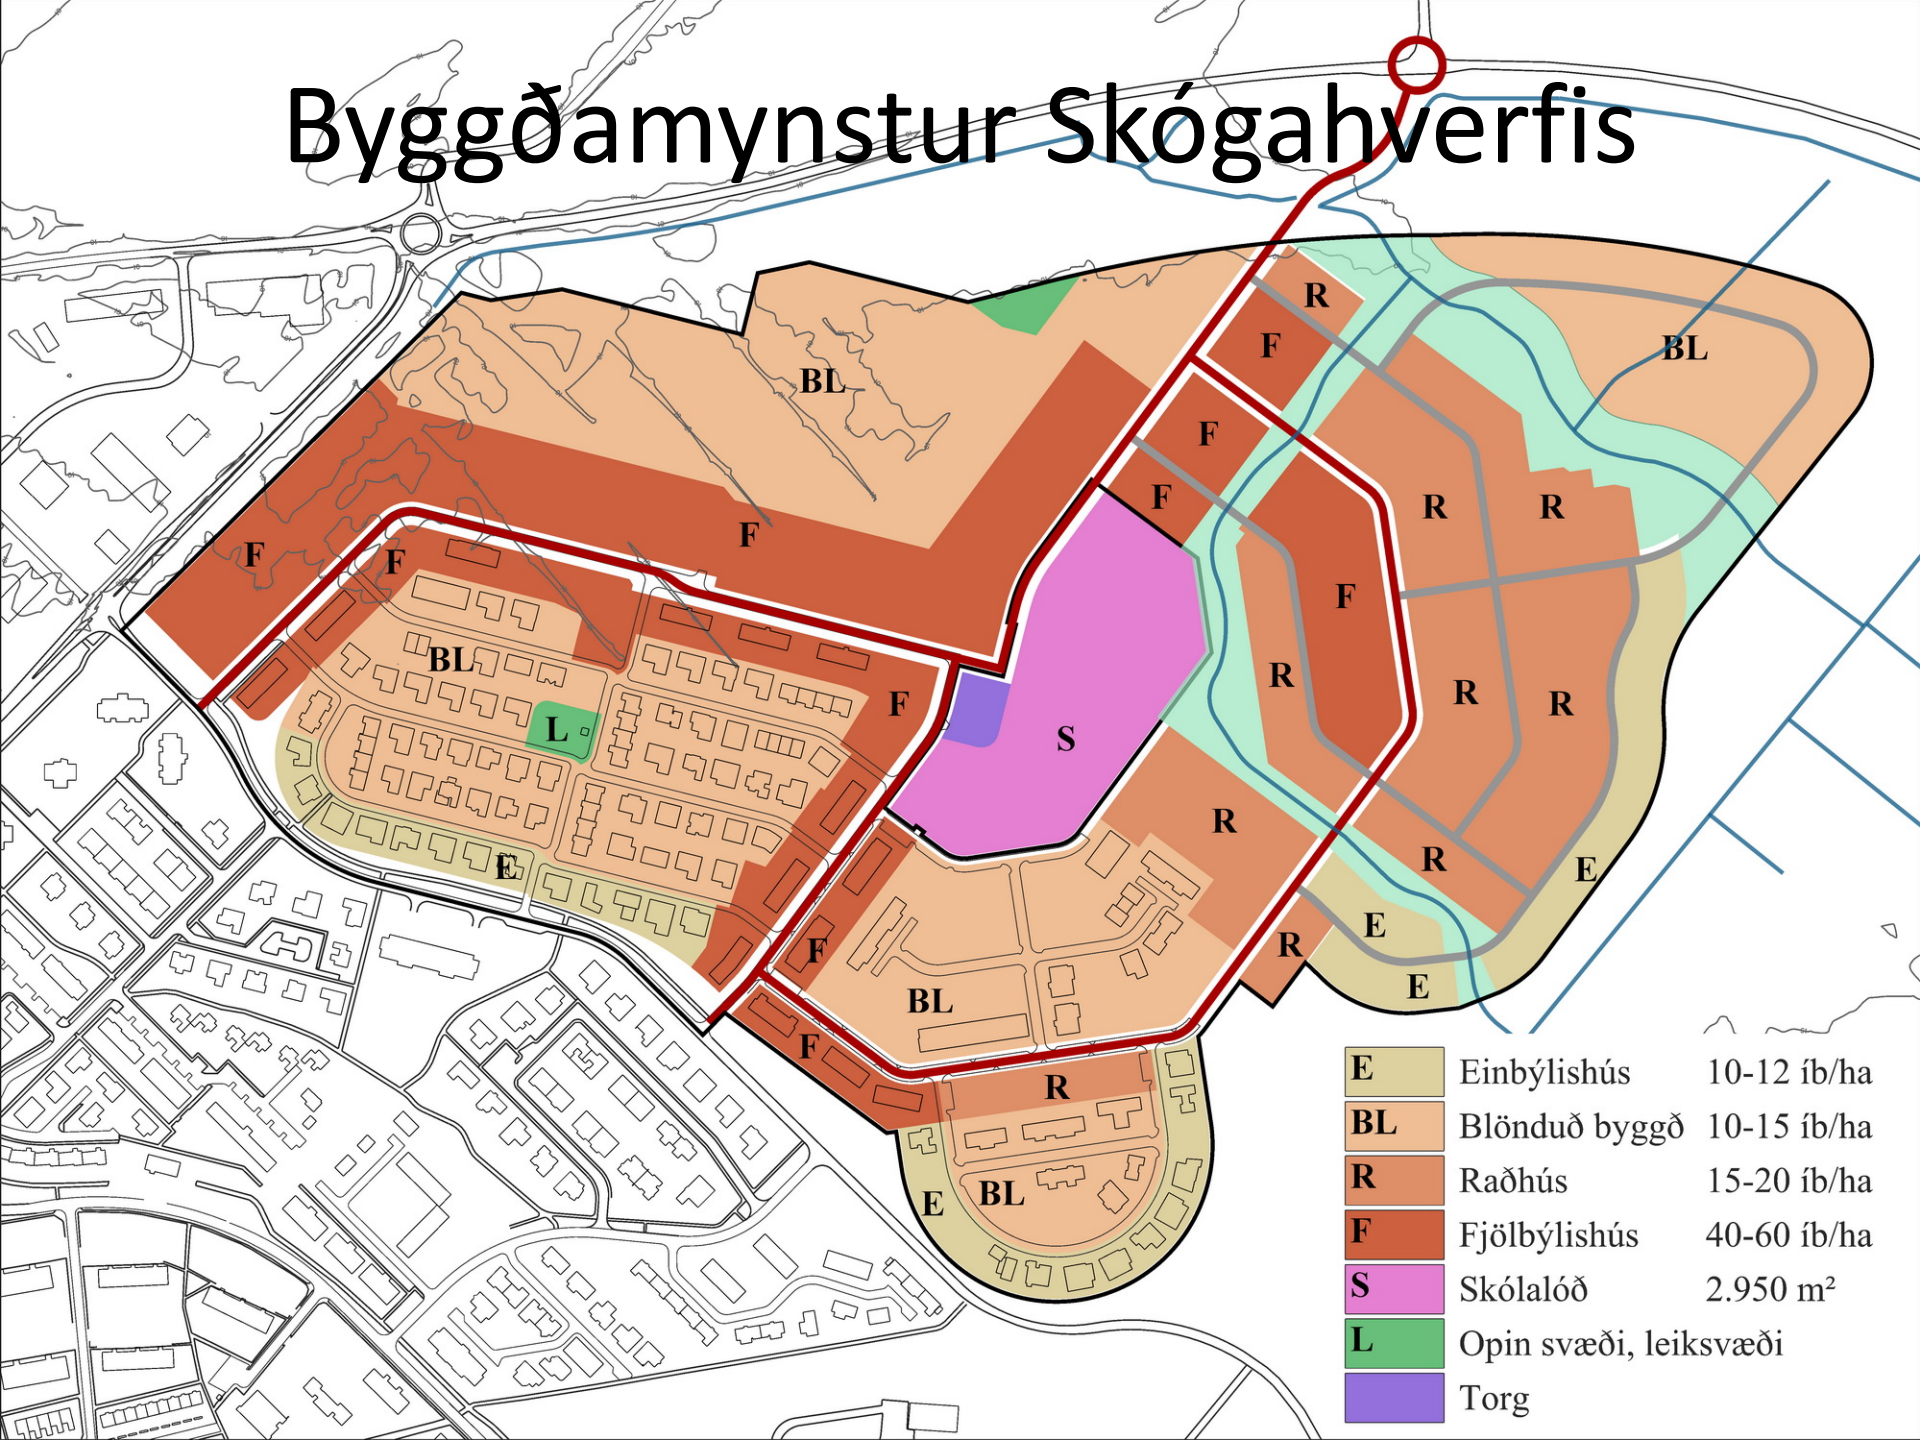 Byggðamynstur Skógahverfis
R
F
BL
BL
F
F
R
R
F
F
F
F
BL
R
F
R
R
L
S
R
E
R
E
E
F
R
E
BL
F
R
BL
E
E Einbýlishús 10-12 íb/ha
BL Blönduð byggð 10-15 íb/ha
R Raðhús 15-20 íb/ha
F Fjölbýlishús 40-60 íb/ha
S Skólalóð 2.950 m²
L Opin svæði, leiksvæði
Torg